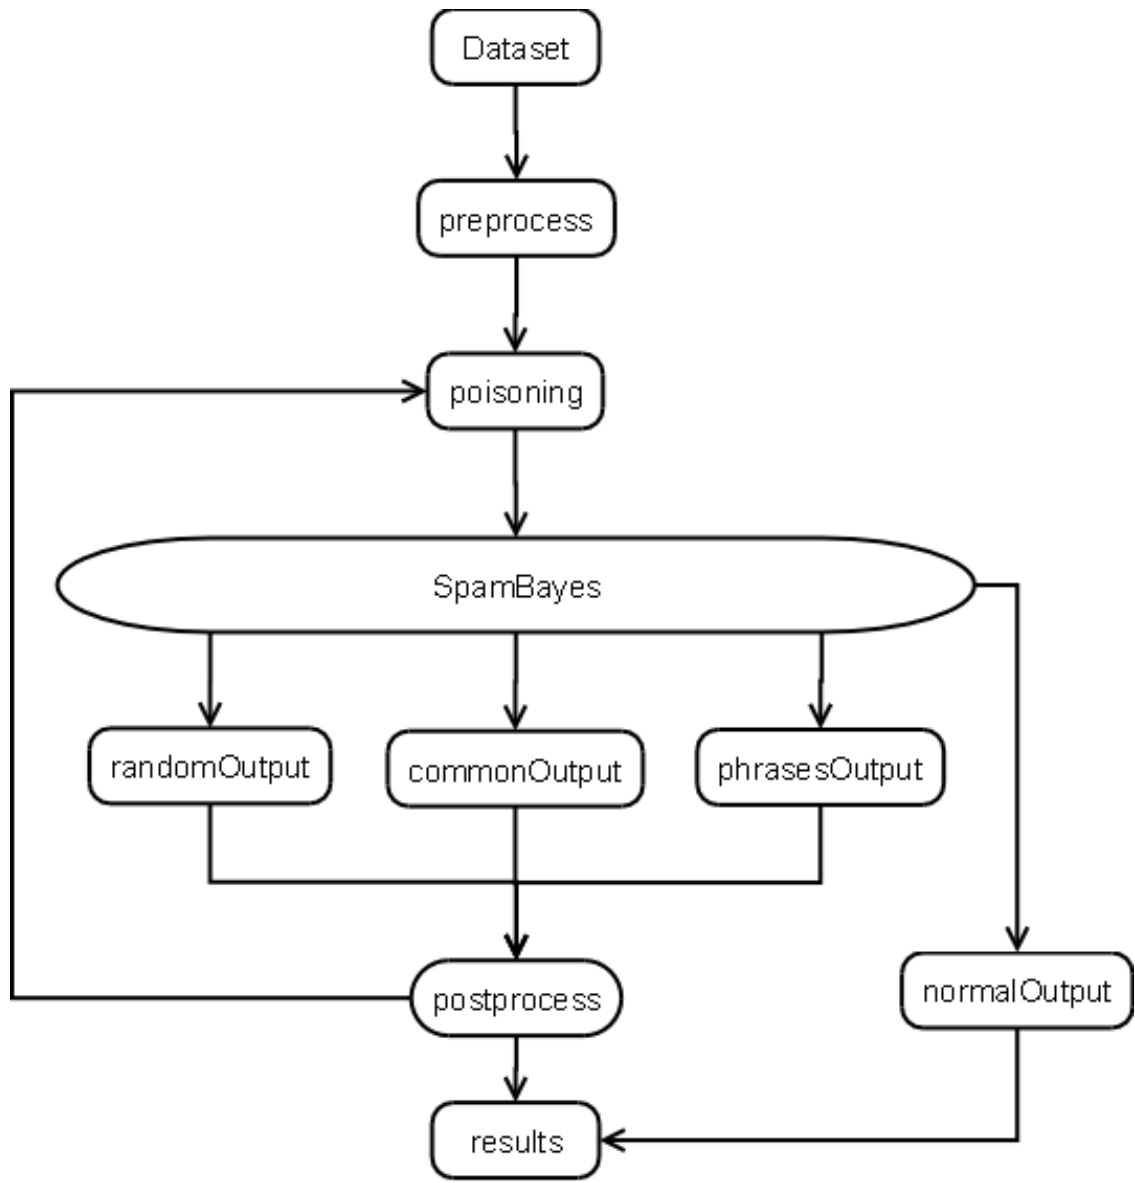 Dataset
preprocess
poisoning
SpamBayes
randomOutput
commonOutput
phrasesOutput
postprocess
normalOutput
results